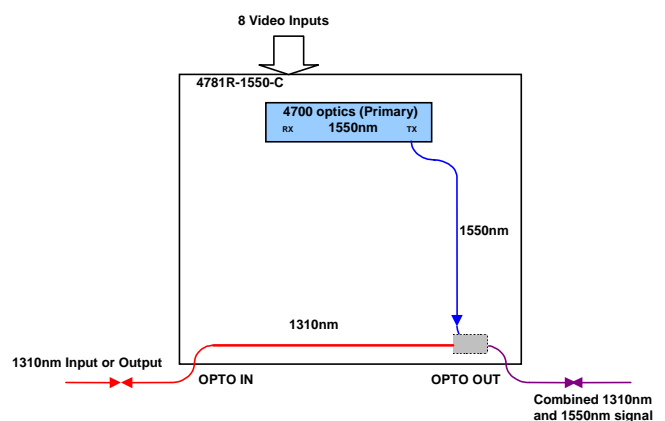 8 Video Inputs
4781R-1550-C
4700 optics (Primary)
RX 1550nm TX
1550nm
1310nm
1310nm Input or Output
OPTO IN
OPTO OUT
Combined 1310nm
and 1550nm signal